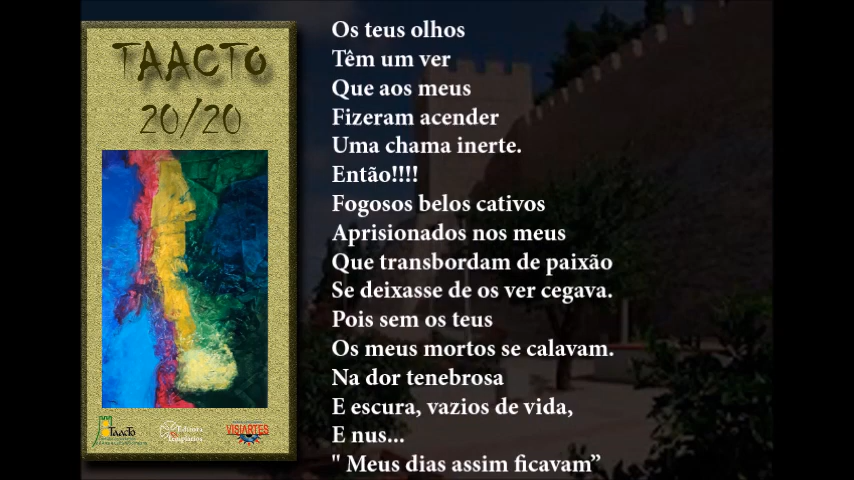 TAACTO
20/20
Taacto
Editora
Templários
VISIARTES
Os teus olhos
Têm um ver
Que aos meus
Fizeram acender
Uma chama inerte.
Então!!!!
Fogosos belos cativos
Aprisionados nos meus
Que transbordam de paixão
Se deixasse de os ver cegava.
Pois sem os teus
Os meus mortos se calavam.
Na dor tenebrosa
E escura, vazios de vida,
E nus...
" Meus dias assim ficavam”